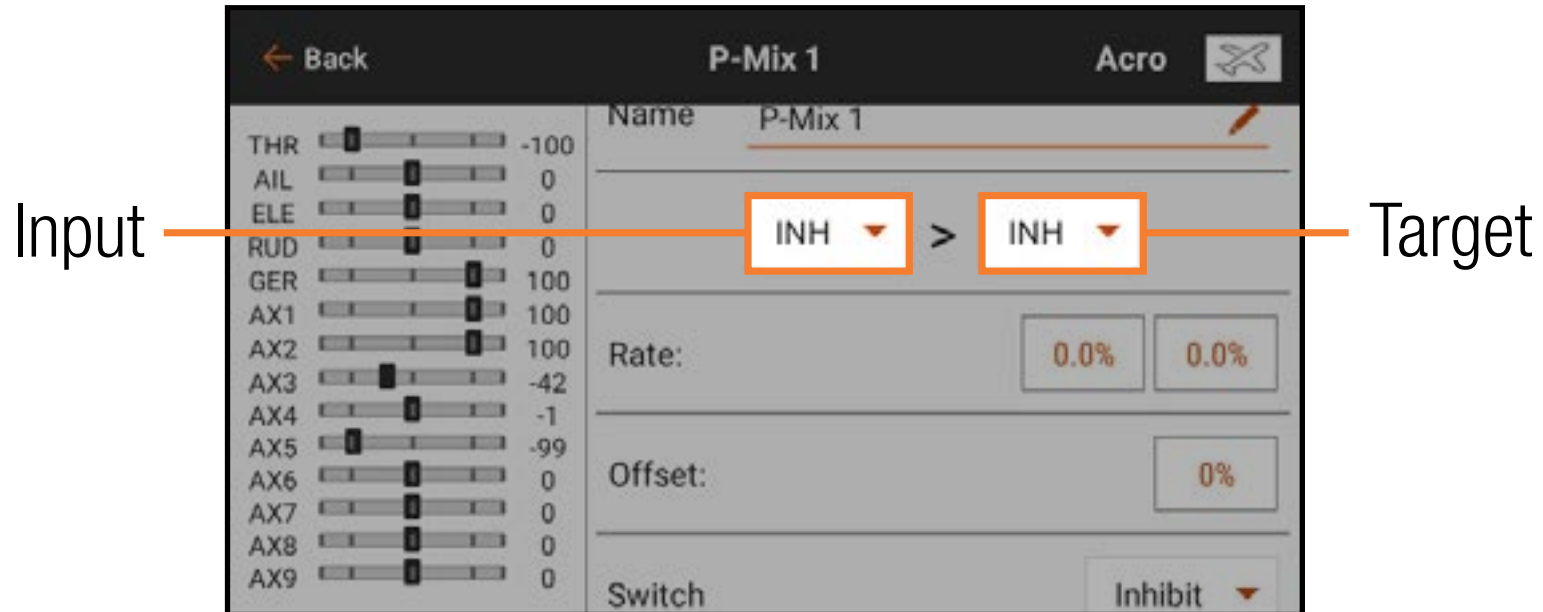 Back P-Mix 1 Acro
Name P-Mix 1
THR -100
AIL 0
ELE 0
RUD 0
GER 100
AX1 100
AX2 100
AX3 -42
AX4 -1
AX5 -99
AX6 0
AX7 0
AX8 0
AX9 0
Input INH > INH Target
Rate: 0.0% 0.0%
Offset: 0%
Switch Inhibit